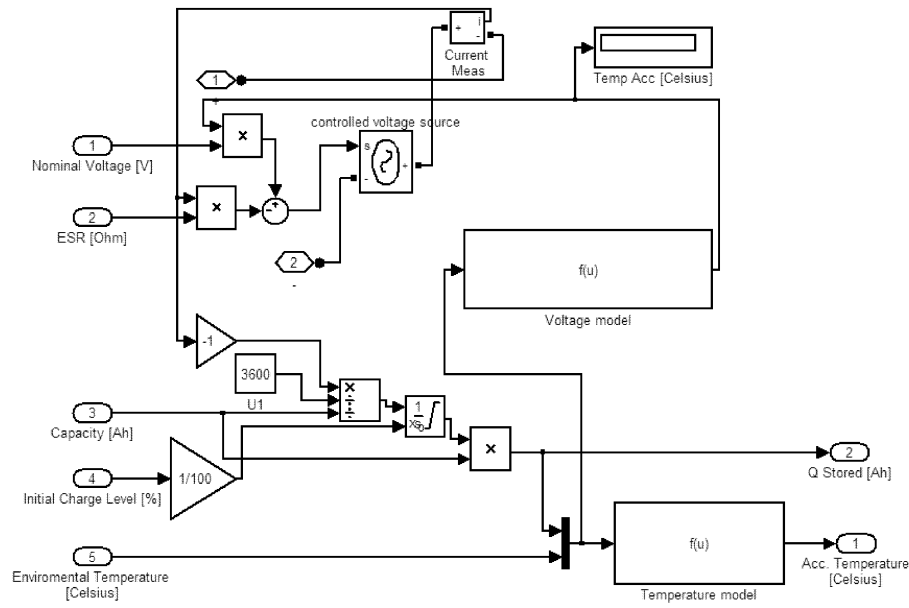 i
+
-
Current
Meas
1
+
Temp Acc [Celsius]
×
controlled voltage source
1
Nominal Voltage [V]
s
+
-
×
-
+
2
ESR [Ohm]
2
-
f(u)
Voltage model
-1
3600
U1
×
÷
÷
1
s
xo
3
Capacity [Ah]
×
2
Q Stored [Ah]
4
Initial Charge Level [%]
1/100
f(u)
Temperature model
1
Acc. Temperature
[Celsius]
5
Enviromental Temperature
[Celsius]